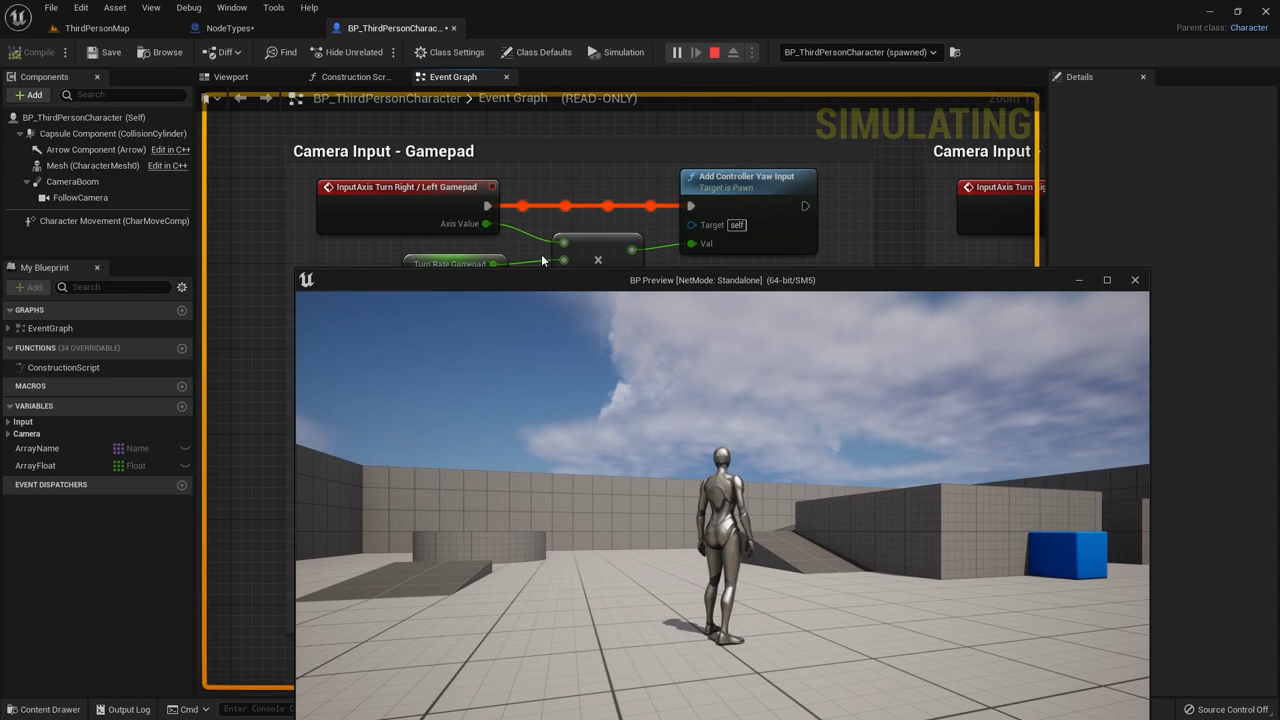 File Edit Asset View Debug Window Tools Help
ThirdPersonMap
NodeTypes*
BP_ThirdPersonCharac...*
Parent class: Character
Compile
Save
Browse
Diff
Find
Hide Unrelated
Class Settings
Class Defaults
Simulation
BP_ThirdPersonCharacter (spawned)
Components
Viewport
Construction Scr...
Event Graph
Details
+ Add
Search
BP_ThirdPersonCharacter > Event Graph (READ-ONLY)
SIMULATING
BP_ThirdPersonCharacter (Self)
Capsule Component (CollisionCylinder)
Arrow Component (Arrow) Edit in C++
Mesh (CharacterMesh0) Edit in C++
CameraBoom
FollowCamera
Character Movement (CharMoveComp)
Camera Input - Gamepad
Camera Input -
InputAxis Turn Right / Left Gamepad
Axis Value
Add Controller Yaw Input
Target is Pawn
Target self
Val
Turn Rate Gamepad
My Blueprint
+ Add
Search
GRAPHS
EventGraph
FUNCTIONS (34 OVERRIDABLE)
ConstructionScript
MACROS
VARIABLES
Input
Camera
ArrayName Name
ArrayFloat Float
EVENT DISPATCHERS
BP Preview [NetMode: Standalone] (64-bit/SM5)
Content Drawer
Output Log
Cmd
Enter Console
Source Control Off